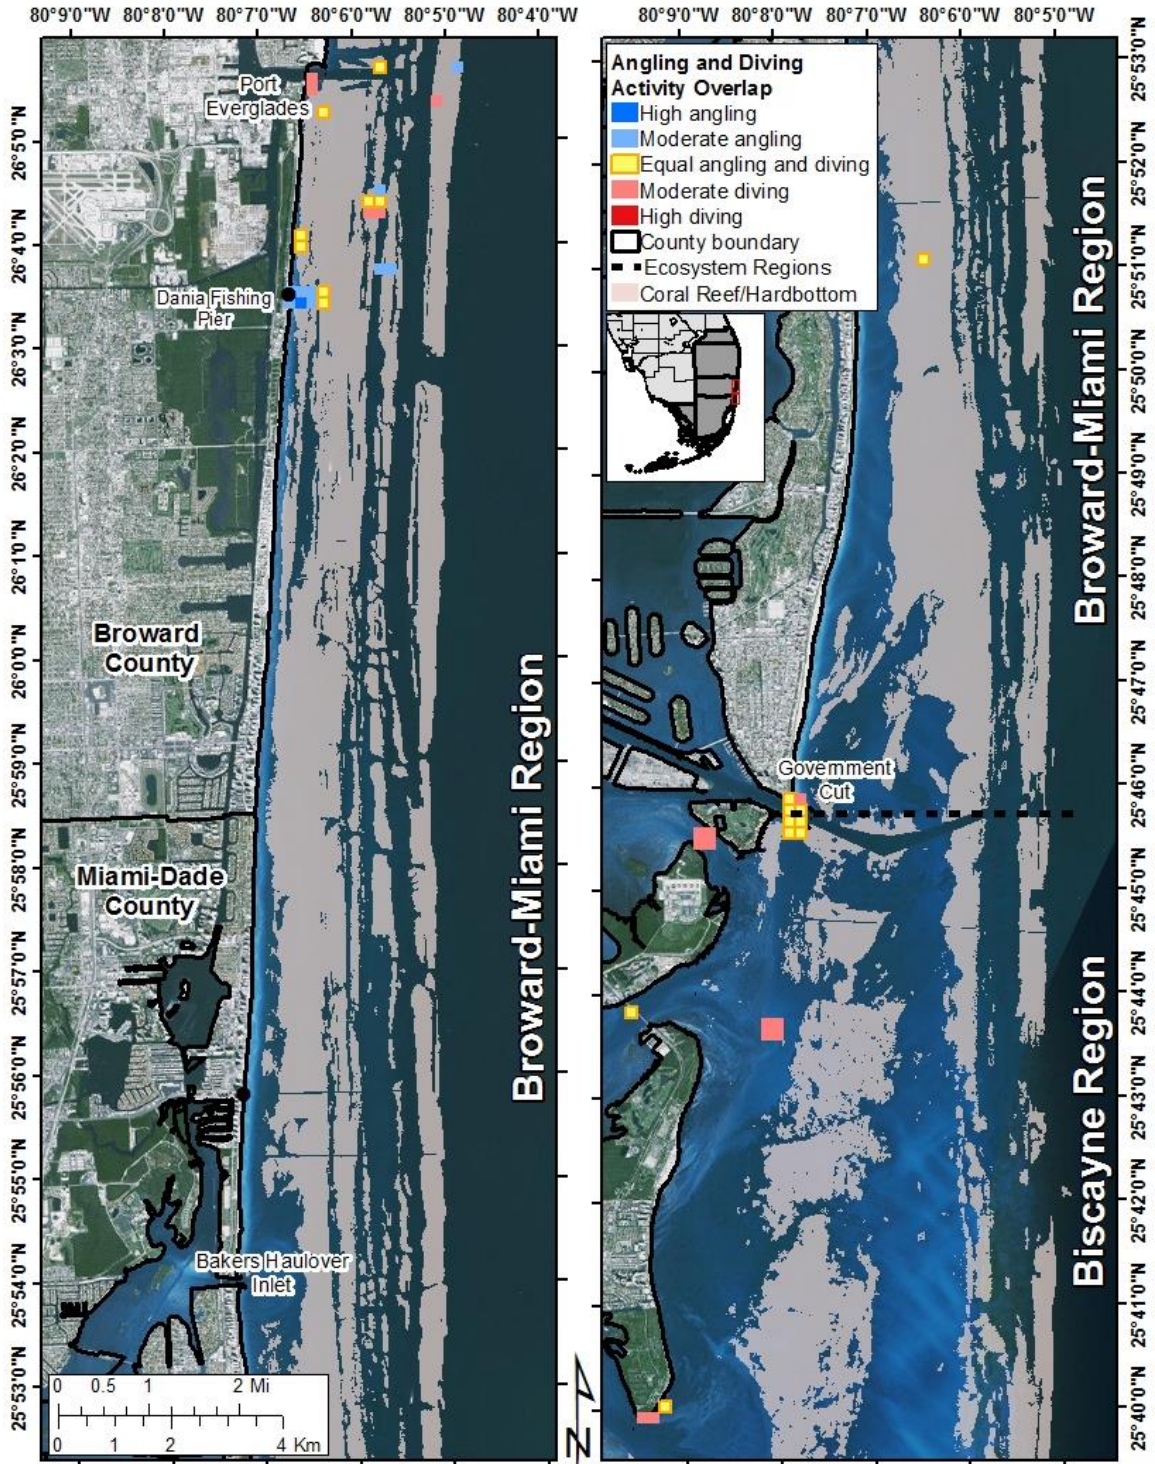 80°9'0"W 80°8'0"W 80°7'0"W 80°6'0"W 80°5'0"W 80°4'0"W
80°9'0"W 80°8'0"W 80°7'0"W 80°6'0"W 80°5'0"W
26°5'0"N
26°4'0"N
26°3'0"N
26°2'0"N
26°1'0"N
26°0'0"N
25°59'0"N
25°58'0"N
25°57'0"N
25°56'0"N
25°55'0"N
25°54'0"N
25°53'0"N
Port
Everglades
Dania Fishing
Pier
Broward
County
Miami-Dade
County
Bakers Haulover
Inlet
Broward-Miami Region
0 0.5 1 2 Mi
0 1 2 4 Km
N
Angling and Diving
Activity Overlap
High angling
Moderate angling
Equal angling and diving
Moderate diving
High diving
County boundary
Ecosystem Regions
Coral Reef/Hardbottom
Government
Cut
Broward-Miami Region
Biscayne Region
25°53'0"N
25°52'0"N
25°51'0"N
25°50'0"N
25°49'0"N
25°48'0"N
25°47'0"N
25°46'0"N
25°45'0"N
25°44'0"N
25°43'0"N
25°42'0"N
25°41'0"N
25°40'0"N